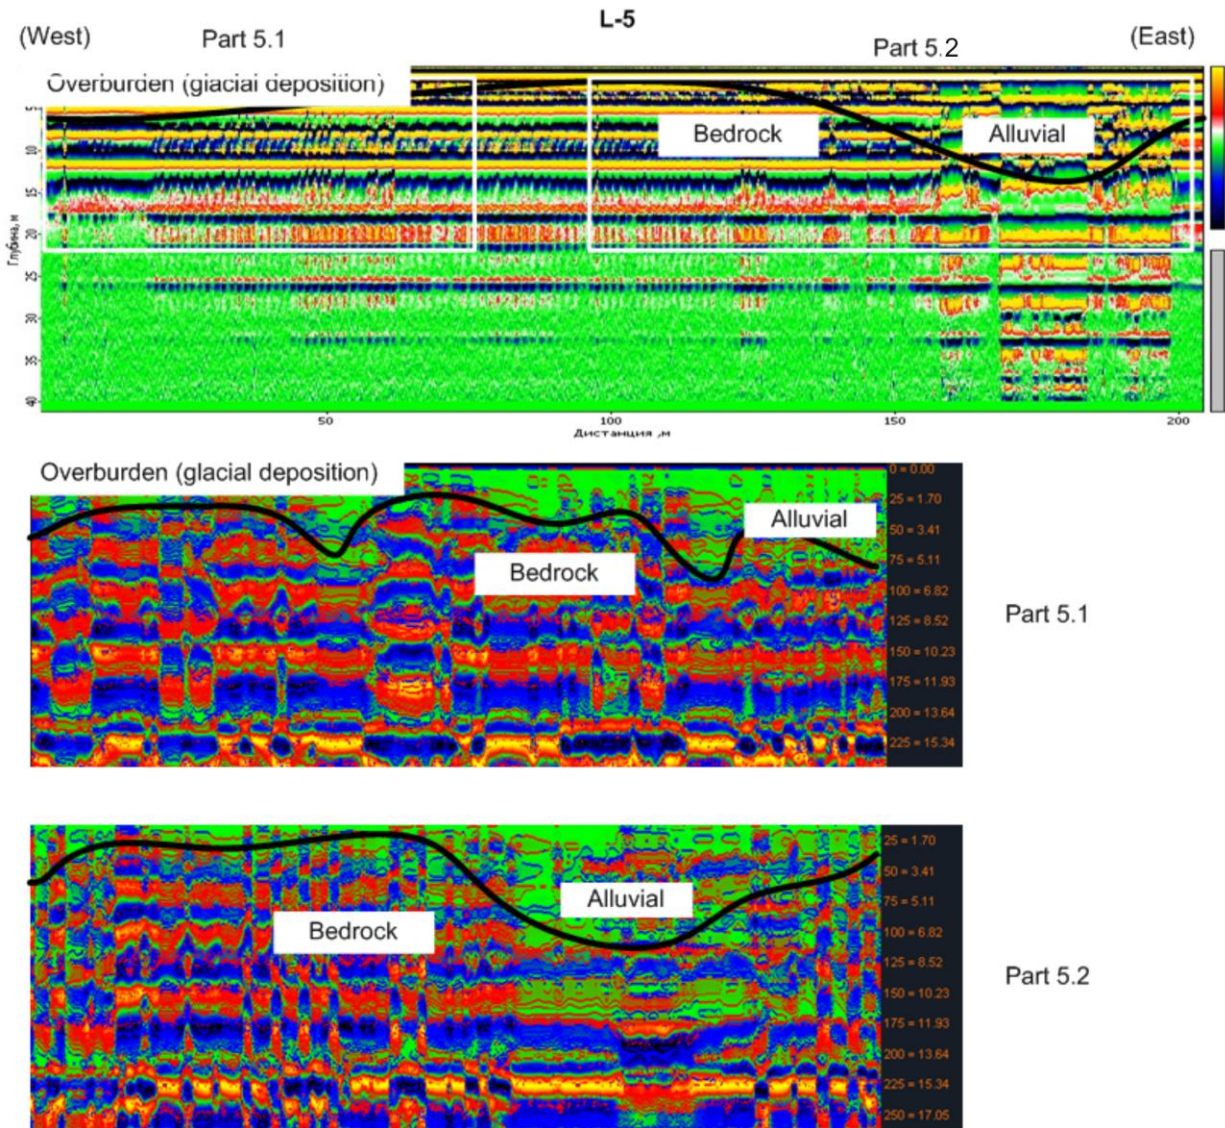 L-5
(West)
Part 5.1
Part 5.2
(East)
Overburden (glacial deposition)
Bedrock
Alluvial
5
10
15
20
25
30
35
40
Глубина,м
50
100
150
200
Дистанция ,м
Overburden (glacial deposition)
Alluvial
Bedrock
0 = 0.00
25 = 1.70
50 = 3.41
75 = 5.11
100 = 6.82
125 = 8.52
150 = 10.23
175 = 11.93
200 = 13.64
225 = 15.34
Part 5.1
Alluvial
Bedrock
25 = 1.70
50 = 3.41
75 = 5.11
100 = 6.82
125 = 8.52
150 = 10.23
175 = 11.93
200 = 13.64
225 = 15.34
250 = 17.05
Part 5.2